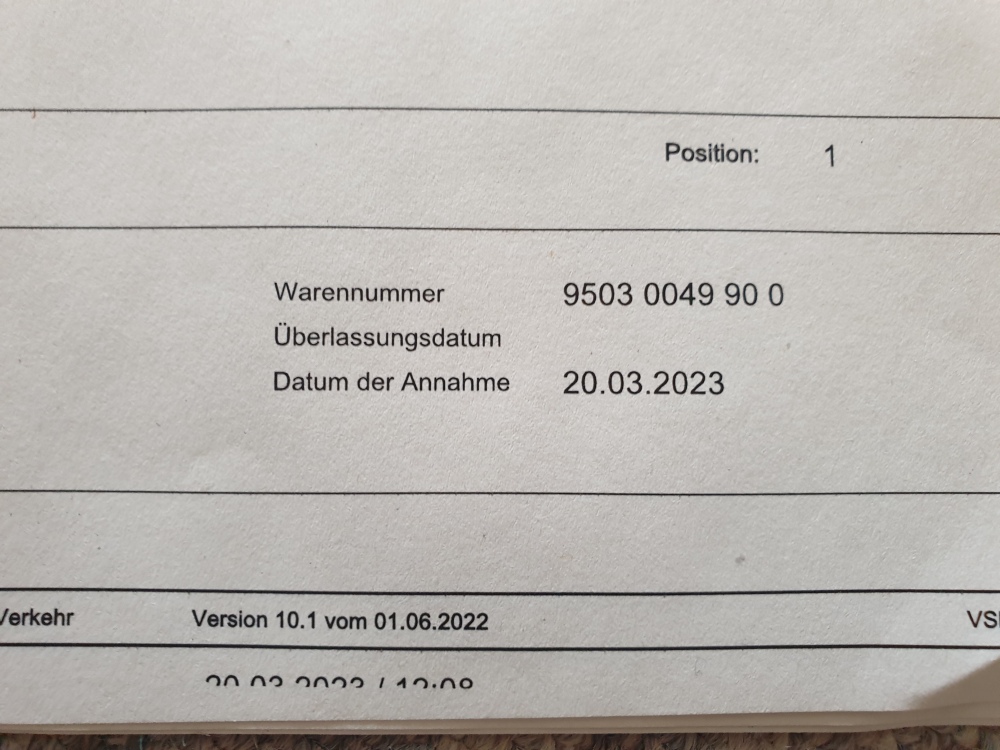 Position: 1
Warennummer 9503 0049 90 0
Überlassungsdatum
Datum der Annahme 20.03.2023
Verkehr Version 10.1 vom 01.06.2022